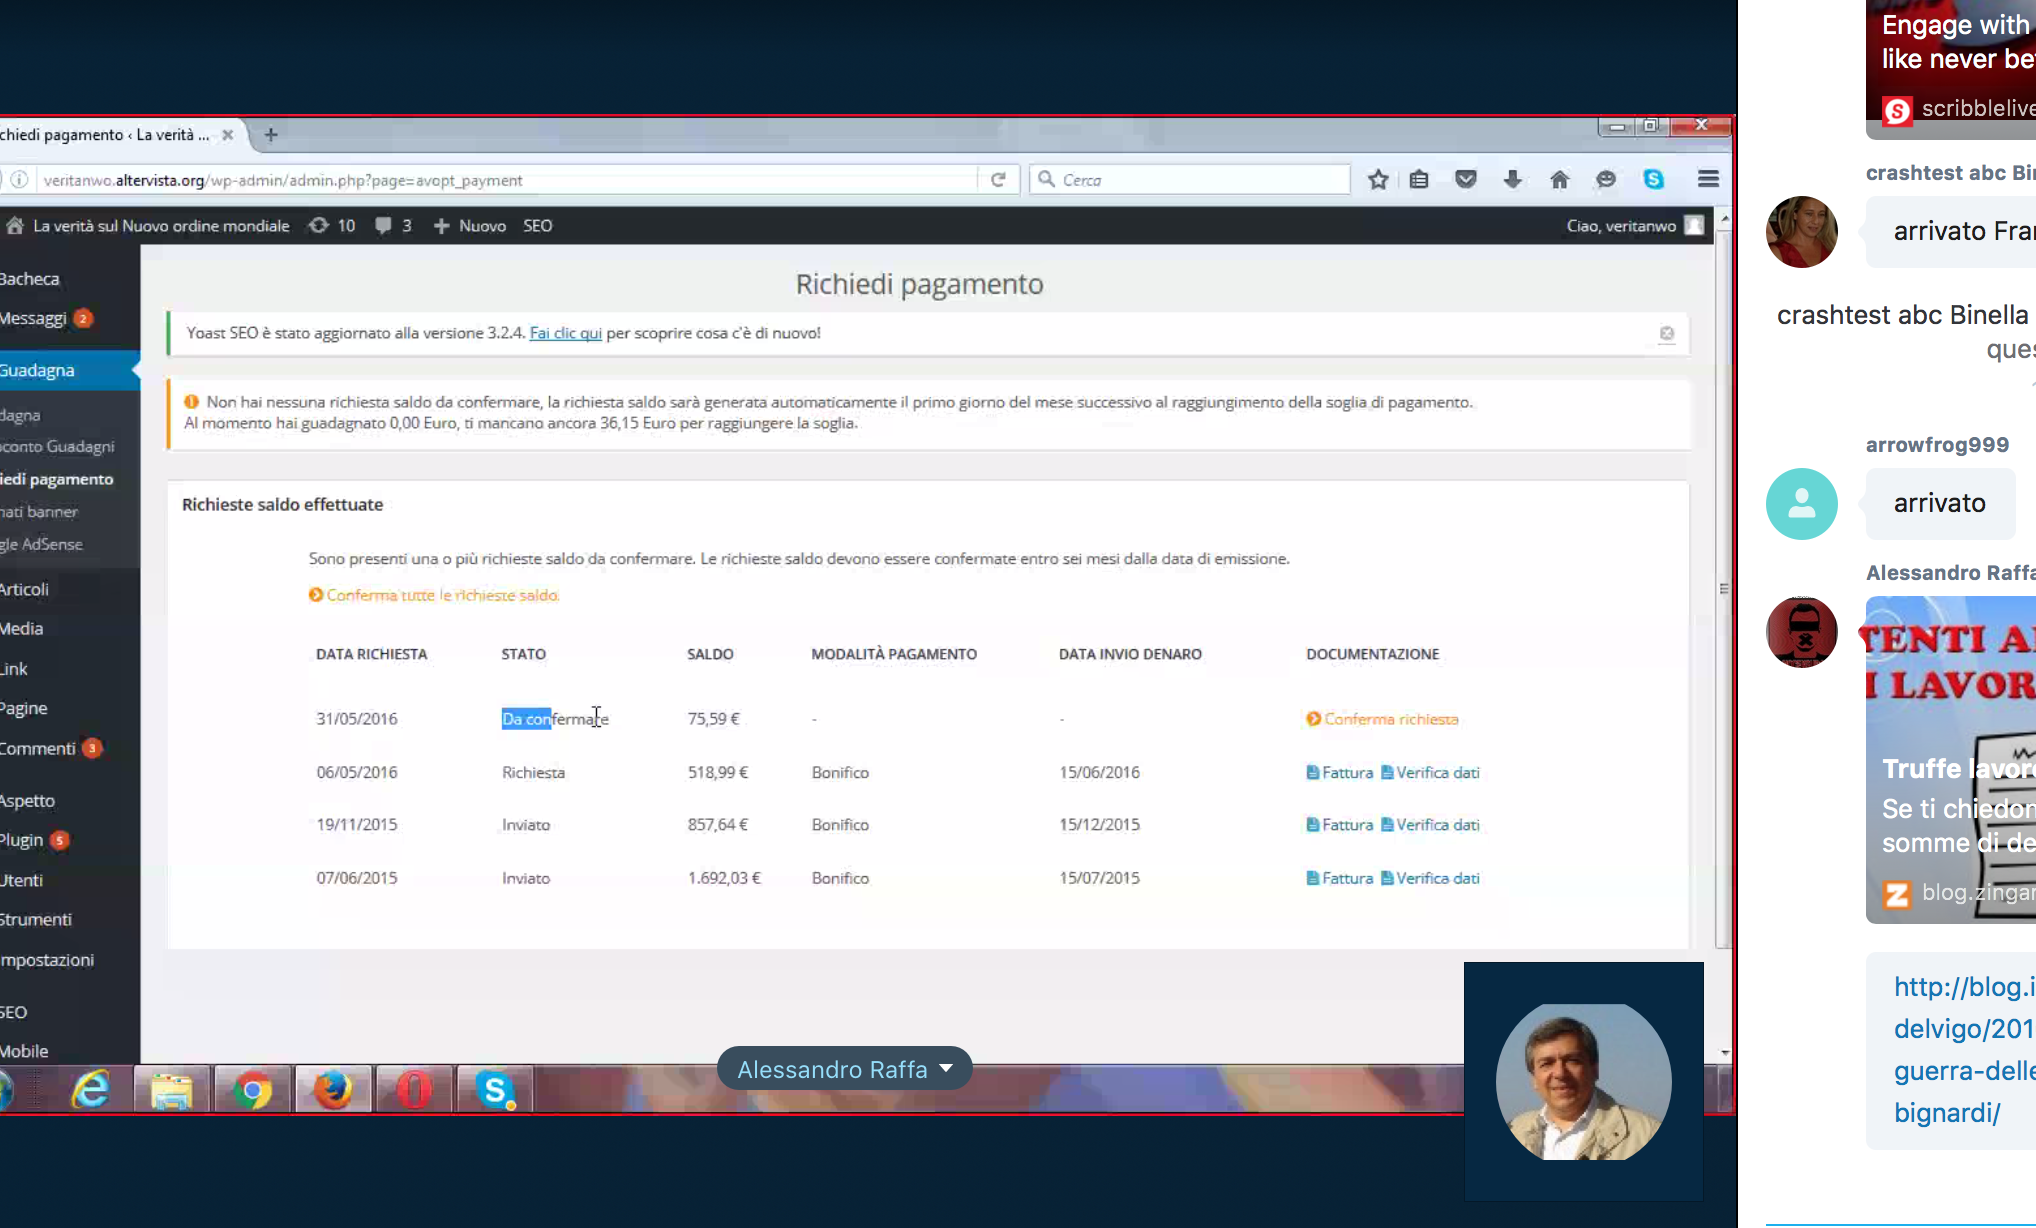 chiedi pagamento ‹ La verità ...
veritanwo.altervista.org/wp-admin/admin.php?page=avopt_payment
Cerca
La verità sul Nuovo ordine mondiale 10 3 Nuovo SEO
Ciao, veritanwo
Bacheca
Messaggi 2
Guadagna
dagna
conto Guadagni
iedi pagamento
nati banner
gle AdSense
Articoli
Media
Link
Pagine
Commenti 3
Aspetto
Plugin 5
Utenti
Strumenti
Impostazioni
SEO
Mobile
Richiedi pagamento
Yoast SEO è stato aggiornato alla versione 3.2.4. Fai clic qui per scoprire cosa c'è di nuovo!
Non hai nessuna richiesta saldo da confermare, la richiesta saldo sarà generata automaticamente il primo giorno del mese successivo al raggiungimento della soglia di pagamento.
Al momento hai guadagnato 0,00 Euro, ti mancano ancora 36,15 Euro per raggiungere la soglia.
Richieste saldo effettuate
Sono presenti una o più richieste saldo da confermare. Le richieste saldo devono essere confermate entro sei mesi dalla data di emissione.
Conferma tutte le richieste saldo.
DATA RICHIESTA STATO SALDO MODALITÀ PAGAMENTO DATA INVIO DENARO DOCUMENTAZIONE
31/05/2016 Da confermare 75,59 € - - Conferma richiesta
06/05/2016 Richiesta 518,99 € Bonifico 15/06/2016 Fattura Verifica dati
19/11/2015 Inviato 857,64 € Bonifico 15/12/2015 Fattura Verifica dati
07/06/2015 Inviato 1.692,03 € Bonifico 15/07/2015 Fattura Verifica dati
Alessandro Raffa
Engage with
like never be
scribblelive
crashtest abc Bi
arrivato Fra
crashtest abc Binella
ques
arrowfrog999
arrivato
Alessandro Raffa
TENTI A
I LAVOR
Truffe lavor
Se ti chiedon
somme di de
blog.zingar
http://blog.i
delvigo/201
guerra-delle
bignardi/